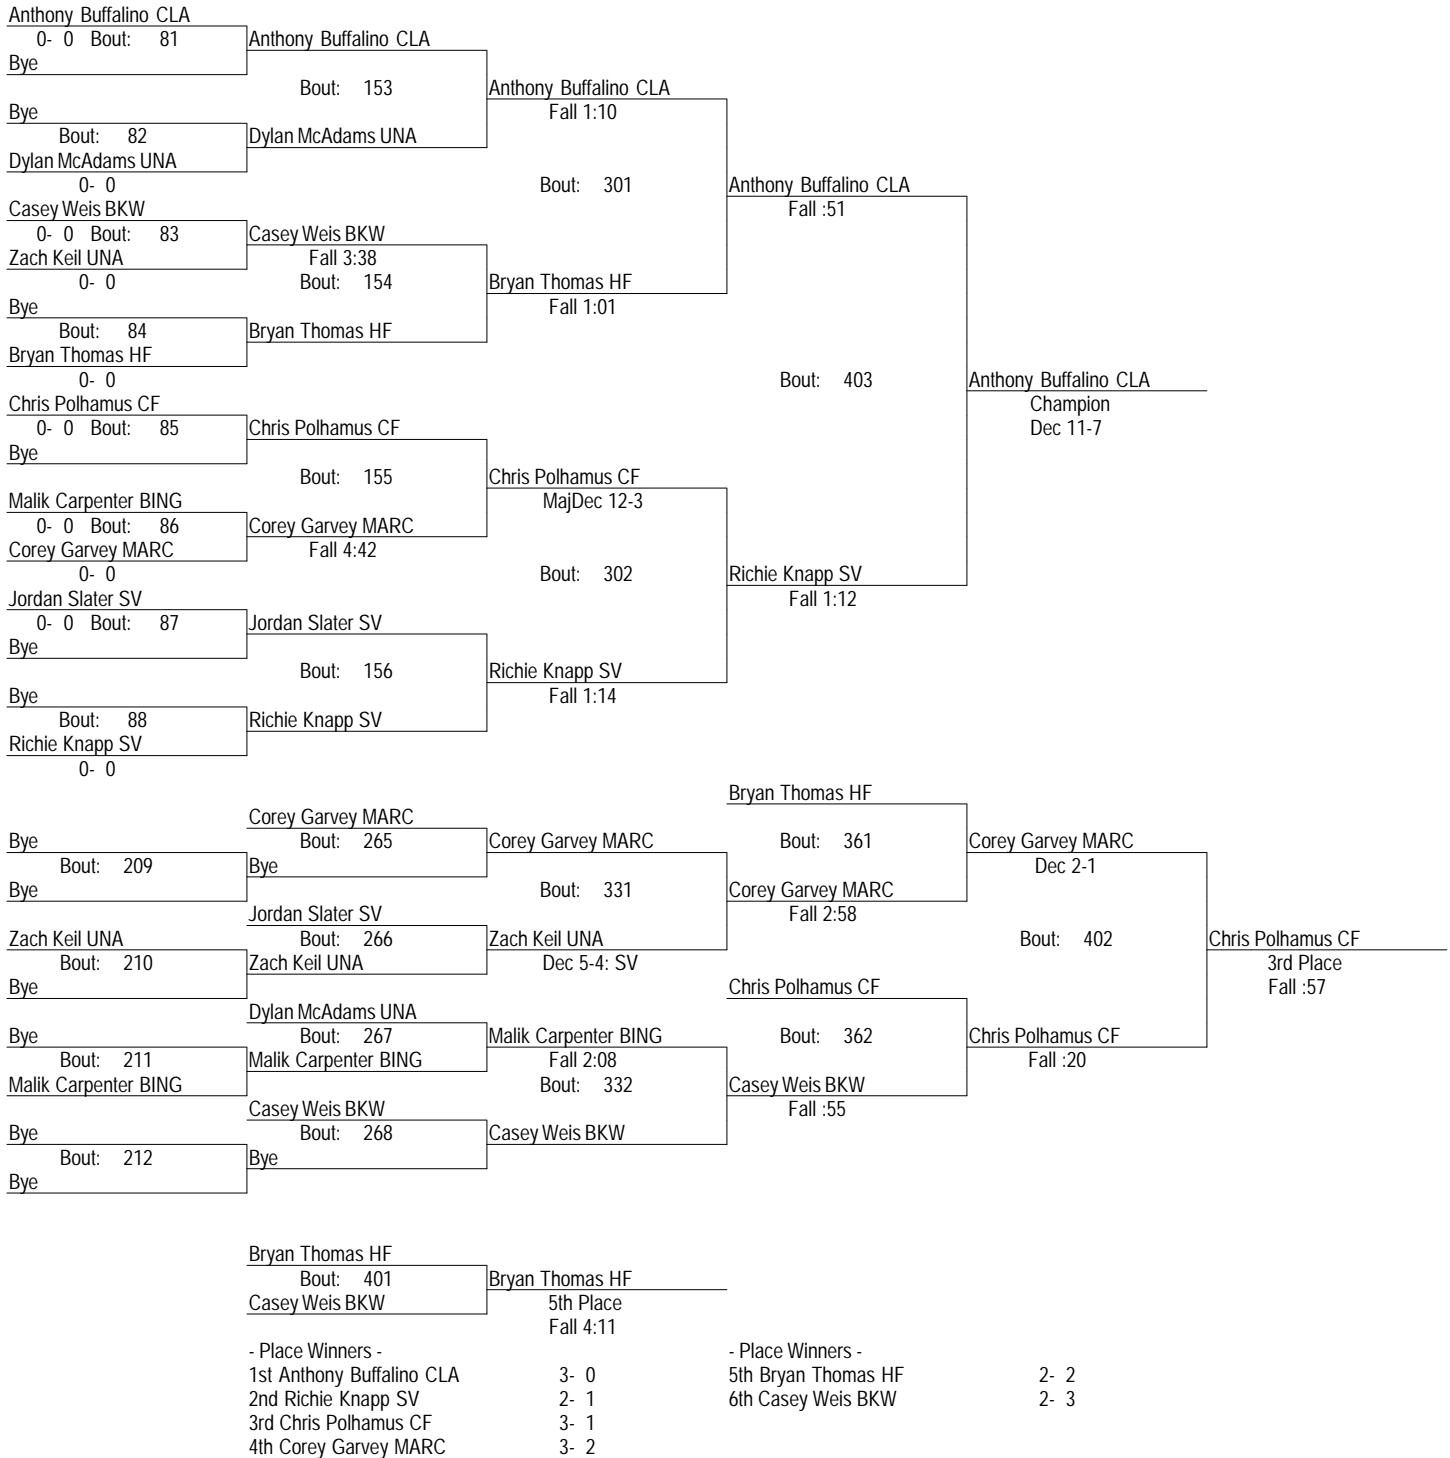 Anthony Buffalino CLA
0- 0 Bout: 81 Anthony Buffalino CLA
Bye
Bout: 153 Anthony Buffalino CLA
Bye Fall 1:10
Bout: 82 Dylan McAdams UNA
Dylan McAdams UNA
0- 0 Bout: 301 Anthony Buffalino CLA
Casey Weis BKW Fall :51
0- 0 Bout: 83 Casey Weis BKW
Zach Keil UNA Fall 3:38
0- 0 Bout: 154 Bryan Thomas HF
Bye Fall 1:01
Bout: 84 Bryan Thomas HF
Bryan Thomas HF
0- 0 Bout: 403 Anthony Buffalino CLA
Chris Polhamus CF Champion
0- 0 Bout: 85 Chris Polhamus CF Dec 11-7
Bye
Bout: 155 Chris Polhamus CF
Malik Carpenter BING MajDec 12-3
0- 0 Bout: 86 Corey Garvey MARC
Corey Garvey MARC Fall 4:42
0- 0 Bout: 302 Richie Knapp SV
Jordan Slater SV Fall 1:12
0- 0 Bout: 87 Jordan Slater SV
Bye
Bout: 156 Richie Knapp SV
Bye Fall 1:14
Bout: 88 Richie Knapp SV
Richie Knapp SV
0- 0
Bryan Thomas HF
Corey Garvey MARC
Bye Bout: 265 Corey Garvey MARC Bout: 361 Corey Garvey MARC
Bout: 209 Bye Dec 2-1
Bye Bout: 331 Corey Garvey MARC
Jordan Slater SV Fall 2:58
Zach Keil UNA Bout: 266 Zach Keil UNA Bout: 402 Chris Polhamus CF
Bout: 210 Zach Keil UNA Dec 5-4: SV 3rd Place
Bye Chris Polhamus CF Fall :57
Dylan McAdams UNA
Bye Bout: 267 Malik Carpenter BING Bout: 362 Chris Polhamus CF
Bout: 211 Malik Carpenter BING Fall 2:08 Fall :20
Malik Carpenter BING Bout: 332 Casey Weis BKW
Casey Weis BKW Fall :55
Bye Bout: 268 Casey Weis BKW
Bout: 212 Bye
Bye
Bryan Thomas HF
Bout: 401 Bryan Thomas HF
Casey Weis BKW 5th Place
Fall 4:11
- Place Winners - - Place Winners -
1st Anthony Buffalino CLA 3- 0 5th Bryan Thomas HF 2- 2
2nd Richie Knapp SV 2- 1 6th Casey Weis BKW 2- 3
3rd Chris Polhamus CF 3- 1
4th Corey Garvey MARC 3- 2